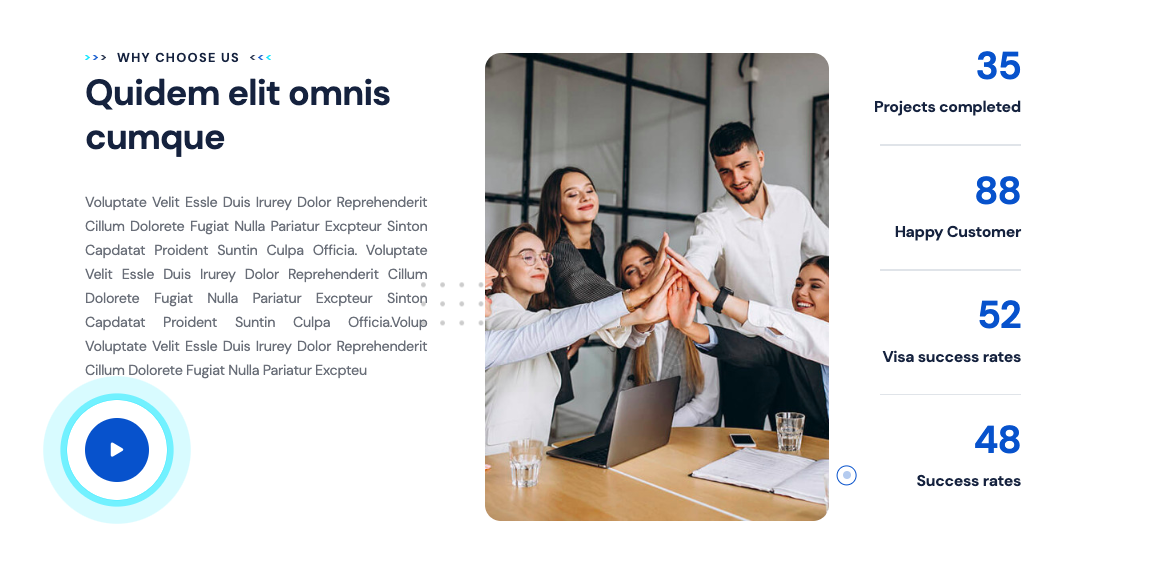 >>> WHY CHOOSE US <<<
Quidem elit omnis
cumque
Voluptate Velit Essle Duis Irurey Dolor Reprehenderit
Cillum Dolorete Fugiat Nulla Pariatur Excpteur Sinton
Capdatat Proident Suntin Culpa Officia. Voluptate
Velit Essle Duis Irurey Dolor Reprehenderit Cillum
Dolorete Fugiat Nulla Pariatur Excpteur Sinton
Capdatat Proident Suntin Culpa Officia.Volup
Voluptate Velit Essle Duis Irurey Dolor Reprehenderit
Cillum Dolorete Fugiat Nulla Pariatur Excpteu
35
Projects completed
88
Happy Customer
52
Visa success rates
48
Success rates